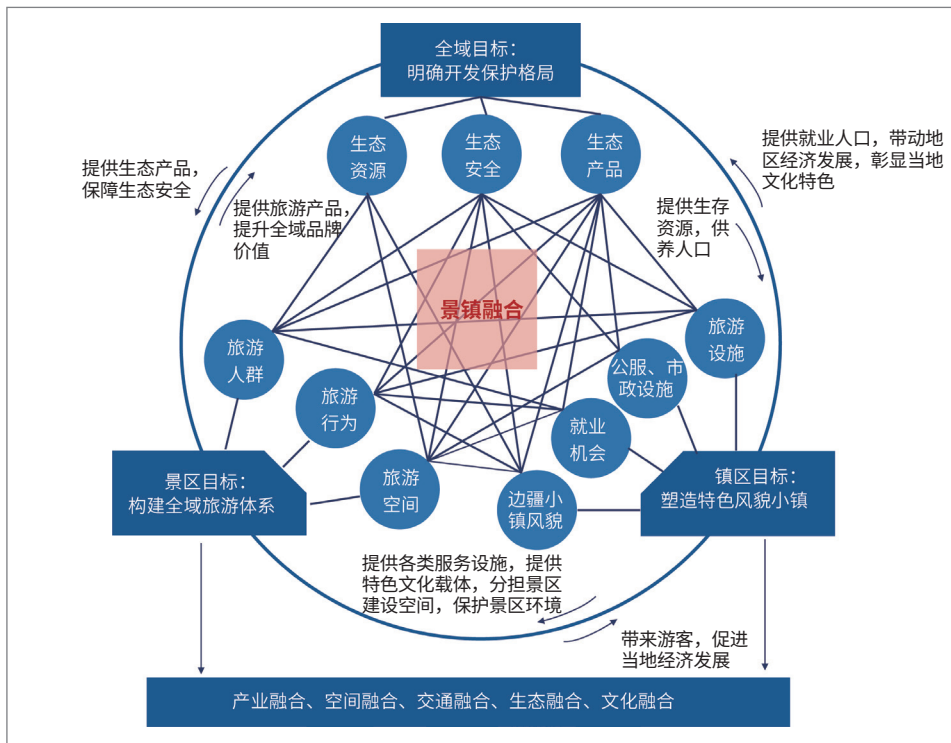 全域目标：
明确开发保护格局
生态
资源
生态
安全
生态
产品
提供生态产品，
保障生态安全
提供旅游产品，
提升全域品牌
价值
提供就业人口，带动地
区经济发展，彰显当地
文化特色
提供生存
资源，供
养人口
景镇融合
旅游
人群
旅游
行为
旅游
空间
边疆小
镇风貌
就业
机会
公服、市
政设施
旅游
设施
景区目标：
构建全域旅游体系
镇区目标：
塑造特色风貌小镇
提供各类服务设施，提供
特色文化载体，分担景区
建设空间，保护景区环境
带来游客，促进
当地经济发展
产业融合、空间融合、交通融合、生态融合、文化融合